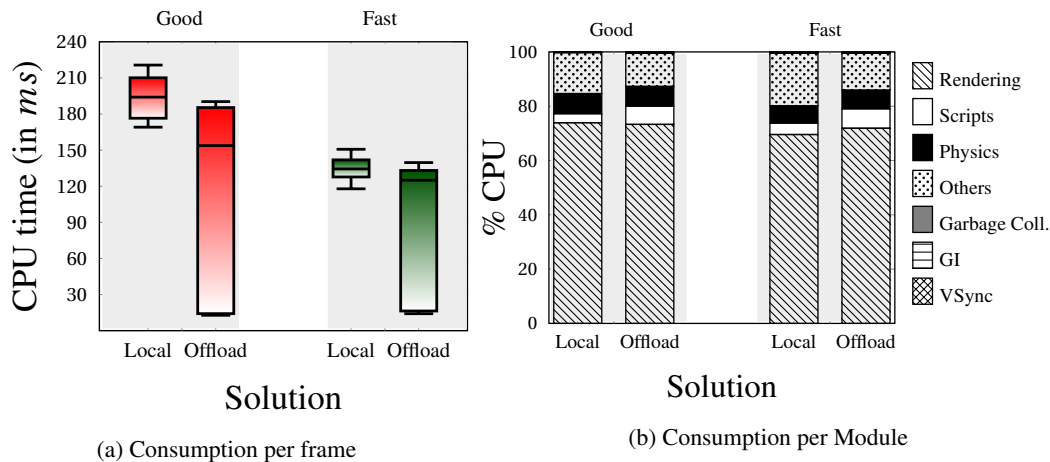 Good Fast
240
210
180
150
120
90
60
30
CPU time (in ms)
Local Offload Local Offload
Solution
(a) Consumption per frame
Good Fast
100
80
60
40
20
0
% CPU
Local Offload Local Offload
Solution
Rendering
Scripts
Physics
Others
Garbage Coll.
GI
VSync
(b) Consumption per Module